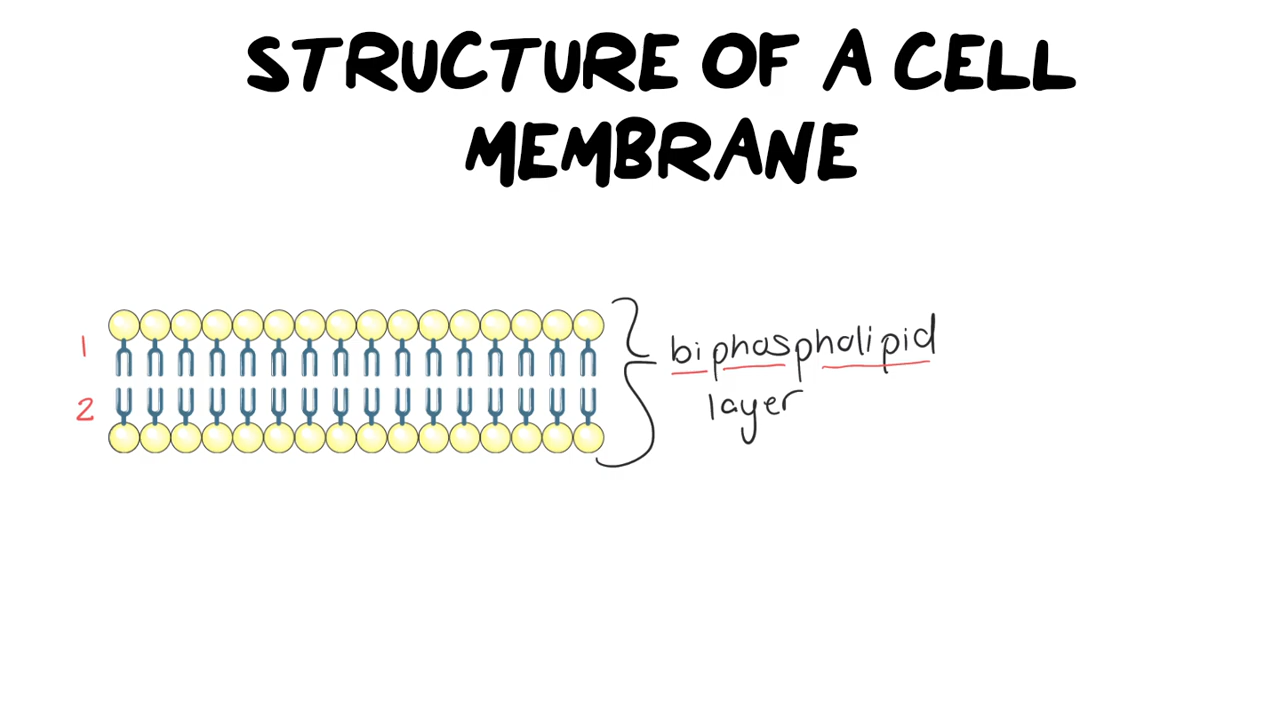 STRUCTURE OF A CELL
MEMBRANE
1
biphospholipid
layer
2